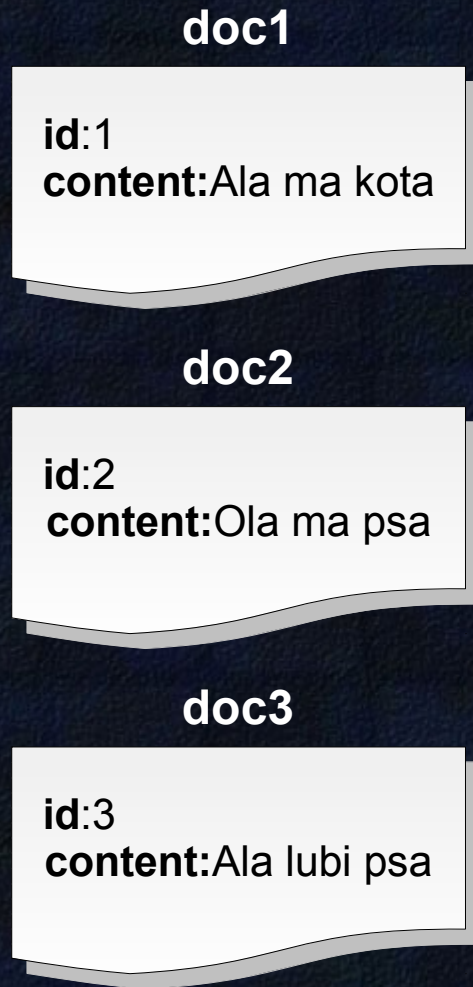 doc1
id:1
content:Ala ma kota
doc2
id:2
content:Ola ma psa
doc3
id:3
content:Ala lubi psa